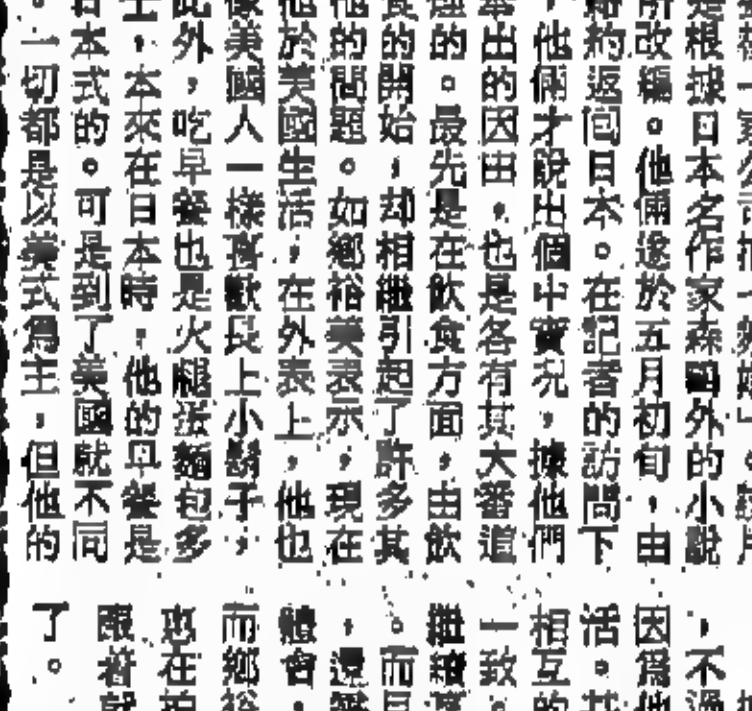 是根據日本名作家森鷗外的小說
所改編。他倆遂於五月初旬,由
約返回日本。在記者的訪問下
,他倆才說出個中實況,據他們
出的因由,也是各有其大番道
的。最先是在飲食方面,由飲
食的開始,却相繼引起了許多其
他的問題。如鄉裕美表示,現在
他於美國生活,在外表上,他也
像美國人一樣喜歡長上小鬍子,
此外,吃早餐也是火腿蛋麵包多
上,本來在日本時,他的早餐是
日本式的。可是到了美國就不同
。一切都是以美式爲主,但他的
,不過
因爲他
活。其
相互的
一致。
繼續
。而且
,還
體會,
而鄉裕
在拍
跟着就
了。